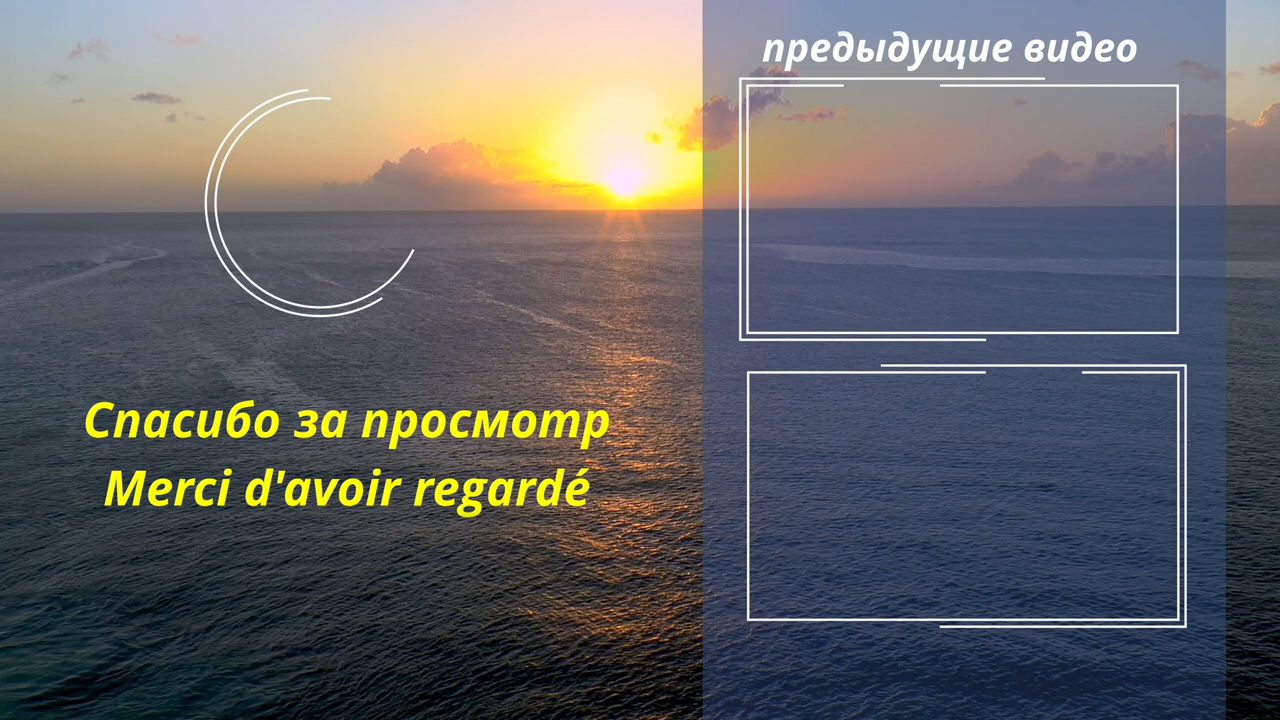 предыдущие видео
Спасибо за просмотр
Merci d'avoir regardé